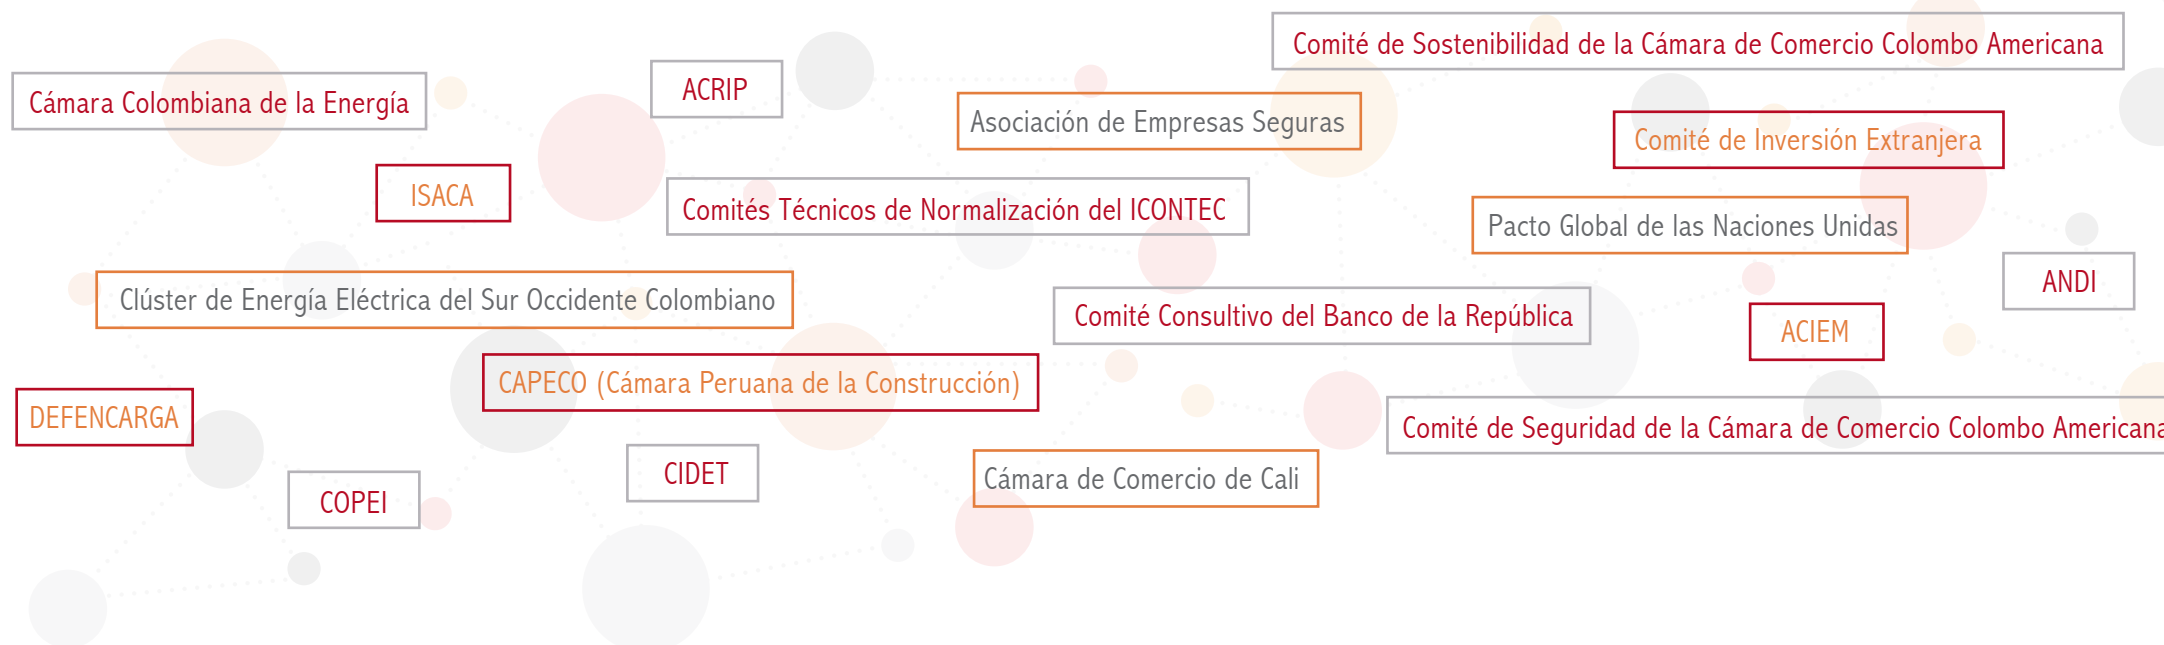 Comité de Sostenibilidad de la Cámara de Comercio Colombo Americana
Cámara Colombiana de la Energía
ACRIP
Asociación de Empresas Seguras
Comité de Inversión Extranjera
ISACA
Comités Técnicos de Normalización del ICONTEC
Pacto Global de las Naciones Unidas
ANDI
Clúster de Energía Eléctrica del Sur Occidente Colombiano
Comité Consultivo del Banco de la República
ACIEM
CAPECO (Cámara Peruana de la Construcción)
DEFENCARGA
Comité de Seguridad de la Cámara de Comercio Colombo Americana
CIDET
Cámara de Comercio de Cali
COPEI